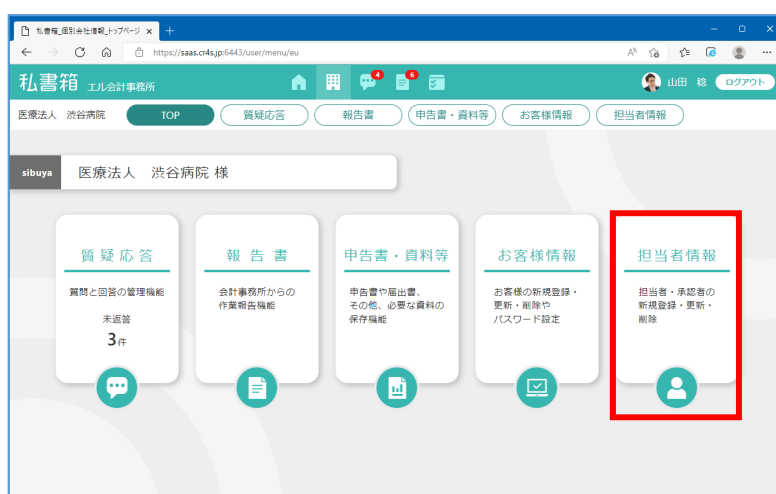 私書箱_個別会社情報_トップページ
https://saas.cr4s.jp:6443/user/menu/eu
私書箱 エル会計事務所
4
6
山田 稔 ログアウト
医療法人 渋谷病院 TOP 質疑応答 報告書 申告書・資料等 お客様情報 担当者情報
sibuya 医療法人 渋谷病院 様
質疑応答
質問と回答の管理機能
未返答
3件
報告書
会計事務所からの
作業報告機能
申告書・資料等
申告書や届出書、
その他、必要な資料の
保存機能
お客様情報
お客様の新規登録・
更新・削除や
パスワード設定
担当者情報
担当者・承認者の
新規登録・更新・
削除